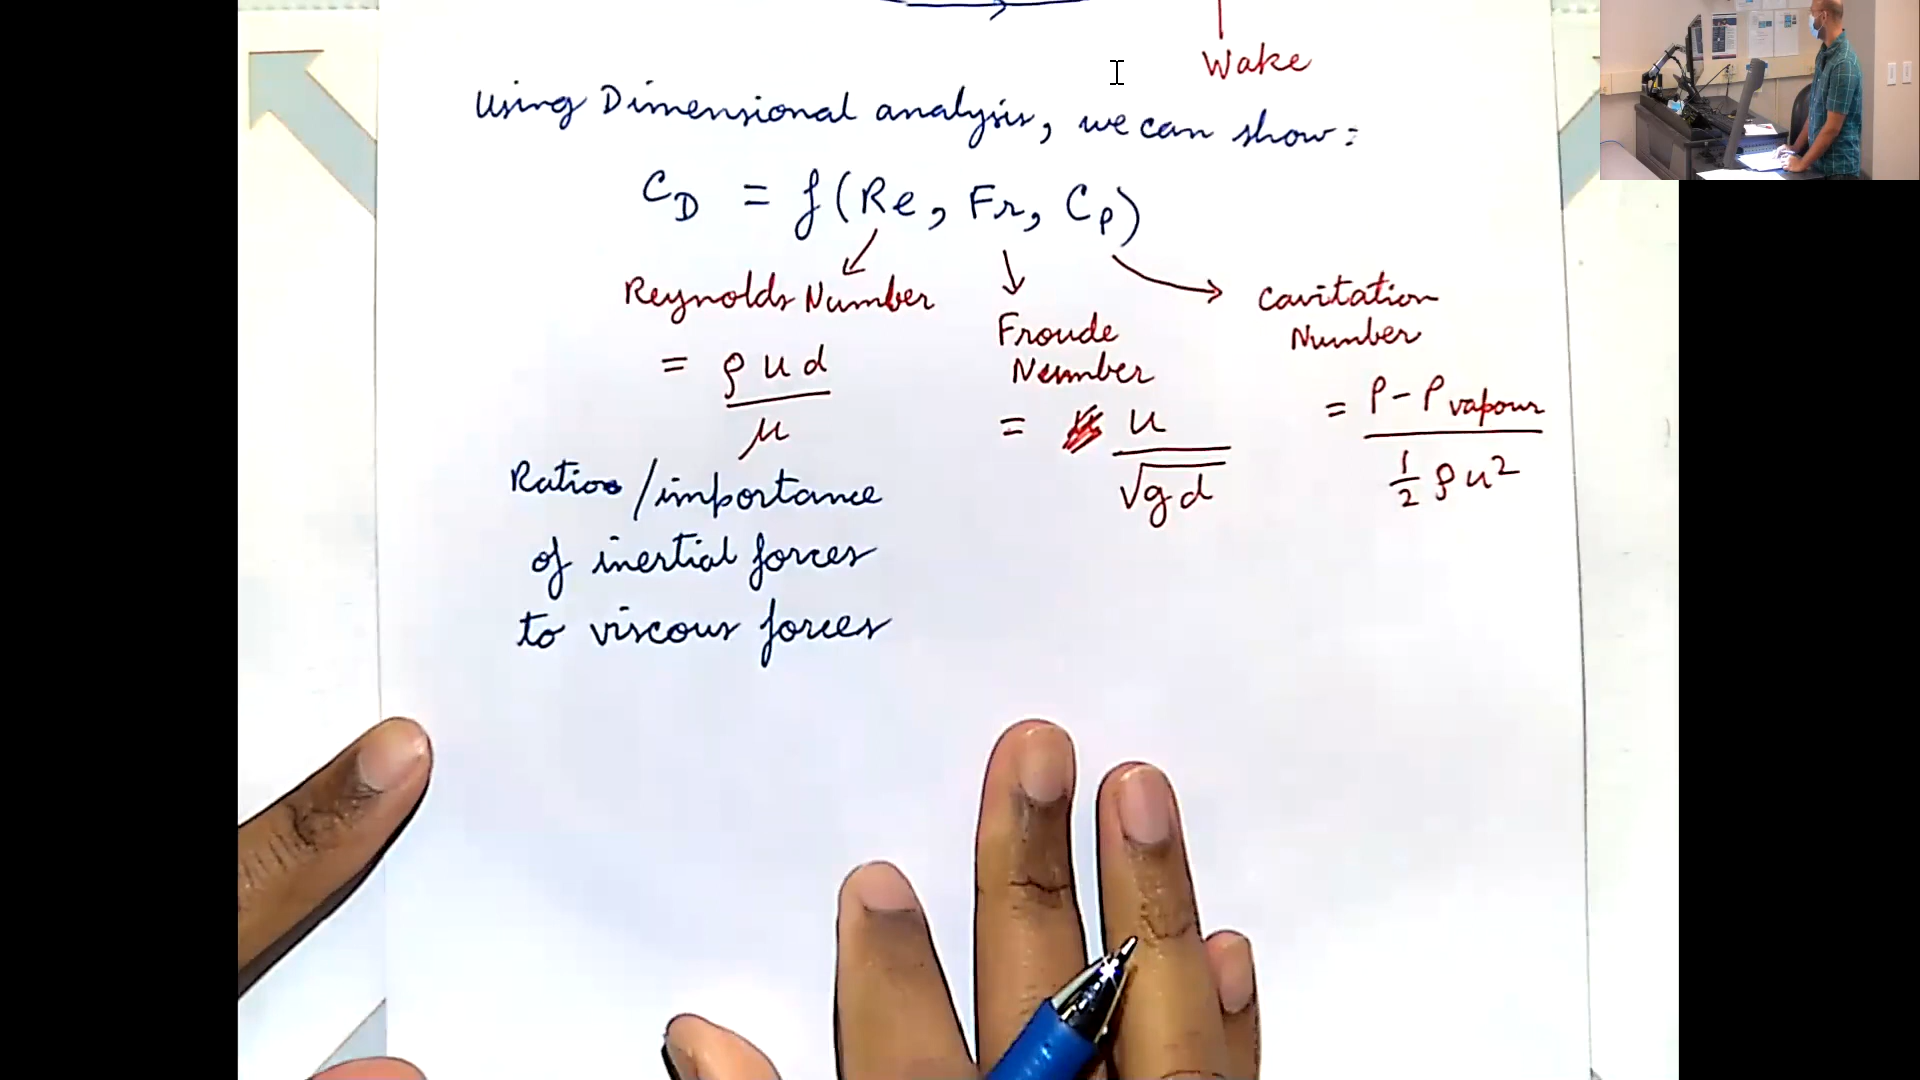 Wake
Using Dimensional analysis, we can show:
C_D = f(Re, Fr, C_p)
Reynolds Number
= ρud/μ
Ratio/importance
of inertial forces
to viscous forces
Froude
Number
= u/√gd
Cavitation
Number
= P - P_vapour / ½ρu²